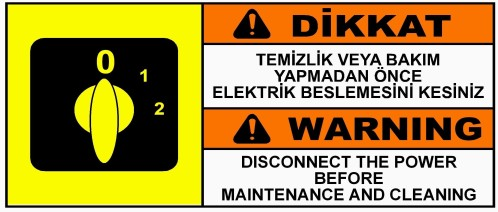 0
1
2
DİKKAT
TEMİZLİK VEYA BAKIM
YAPMADAN ÖNCE
ELEKTRİK BESLEMESİNİ KESİNİZ
WARNING
DISCONNECT THE POWER
BEFORE
MAINTENANCE AND CLEANING